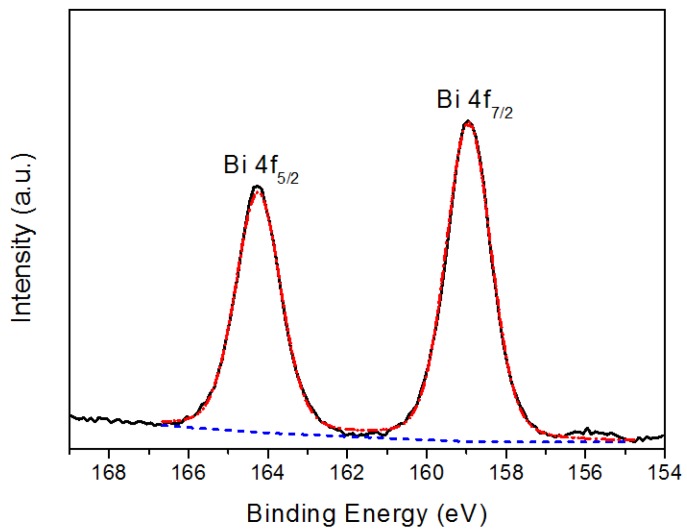 Bi 4f7/2
Bi 4f5/2
Intensity (a.u.)
168 166 164 162 160 158 156 154
Binding Energy (eV)